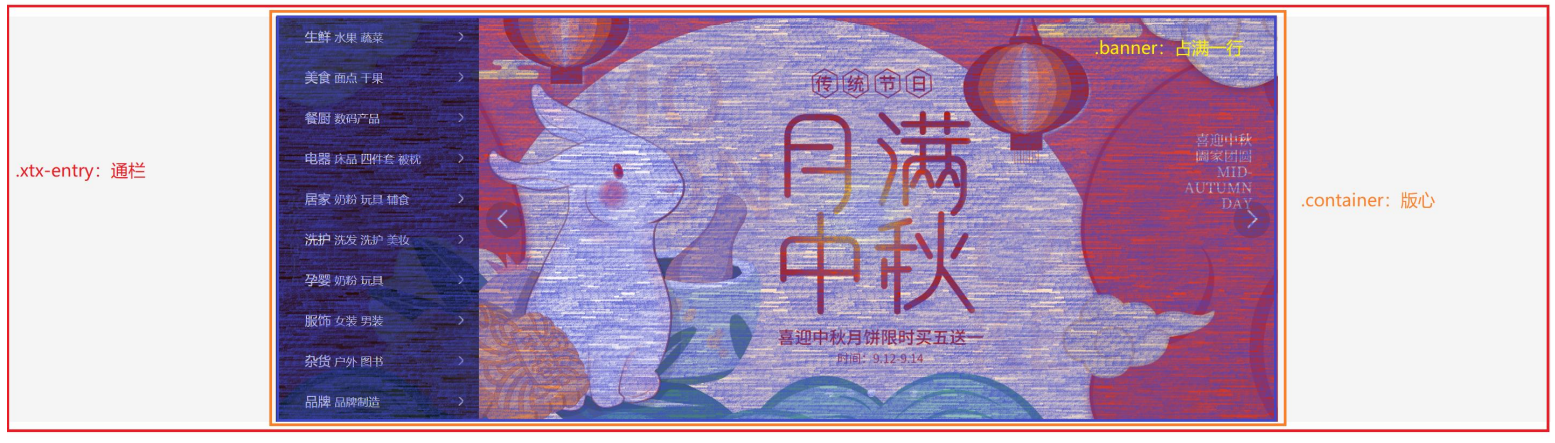 生鲜 水果 蔬菜
美食 面点 干果
餐厨 数码产品
电器 床品 四件套 被枕
居家 奶粉 玩具 辅食
洗护 洗发 洗护 美妆
孕婴 奶粉 玩具
服饰 女装 男装
杂货 户外 图书
品牌 品牌制造
.banner：占满一行
传统节日
月满
中秋
喜迎中秋月饼限时买五送一
时间：9.12-9.14
喜迎中秋
阖家团圆
MID-
AUTUMN
DAY
.xtx-entry：通栏
.container：版心